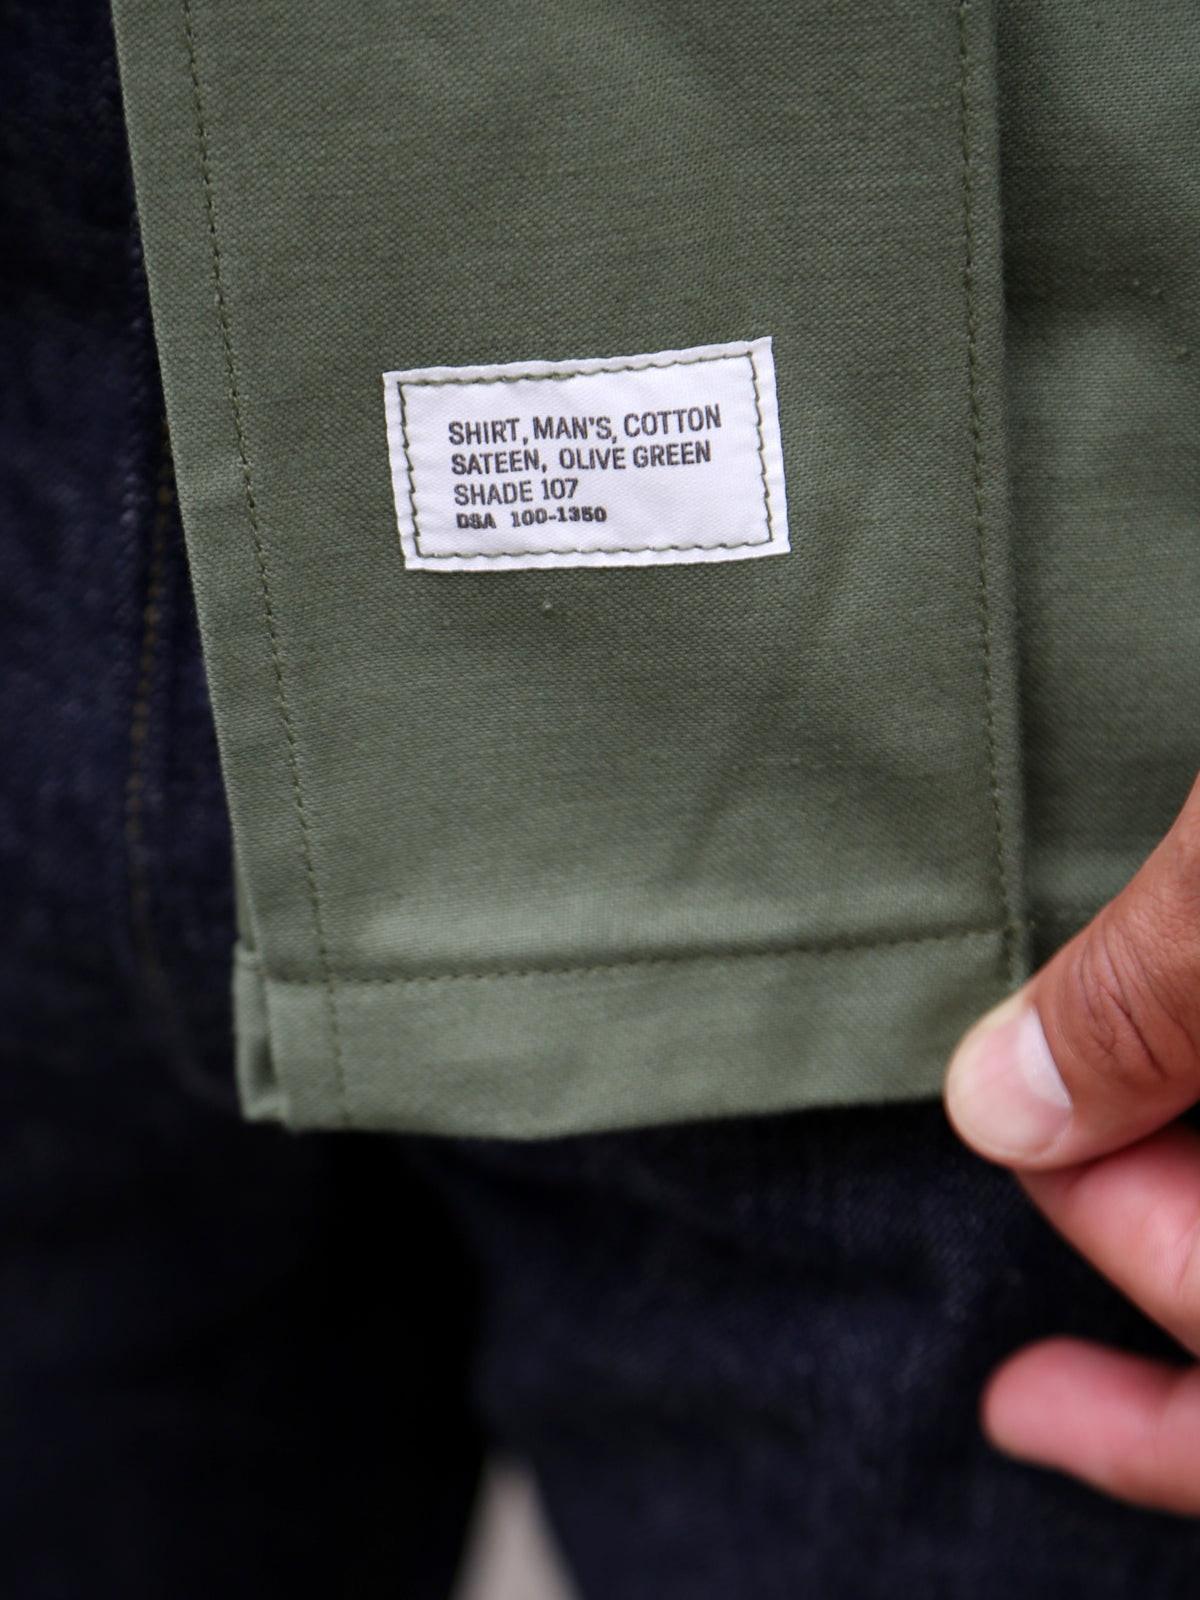 SHIRT, MAN'S, COTTON
SATEEN, OLIVE GREEN
SHADE 107
DSA 100-1350